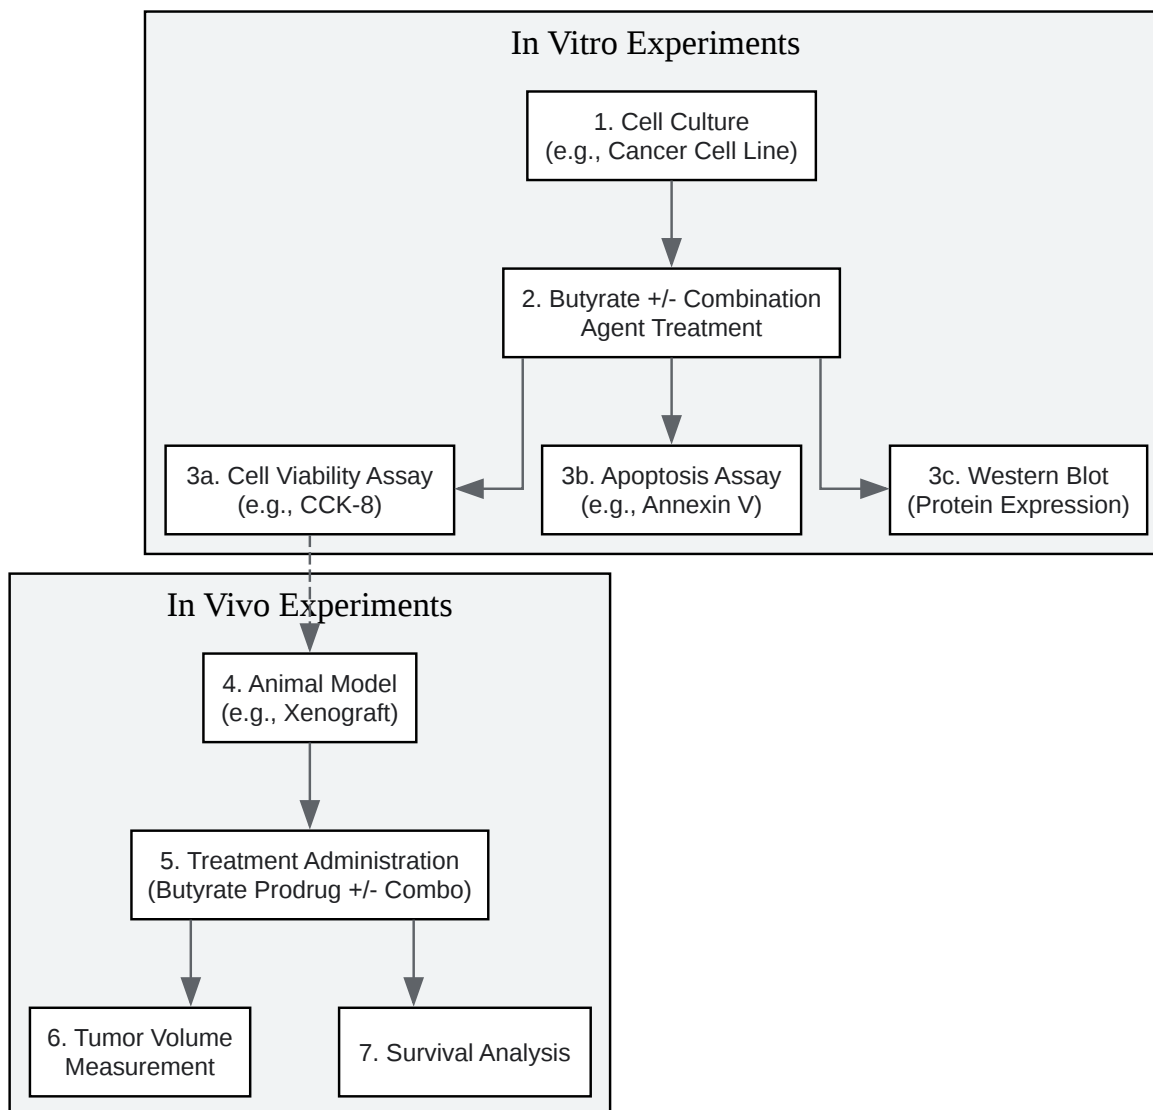 In Vitro Experiments
1. Cell Culture
(e.g., Cancer Cell Line)
2. Butyrate +/- Combination
Agent Treatment
3a. Cell Viability Assay
(e.g., CCK-8)
3b. Apoptosis Assay
(e.g., Annexin V)
3c. Western Blot
(Protein Expression)
In Vivo Experiments
4. Animal Model
(e.g., Xenograft)
5. Treatment Administration
(Butyrate Prodrug +/- Combo)
6. Tumor Volume
Measurement
7. Survival Analysis